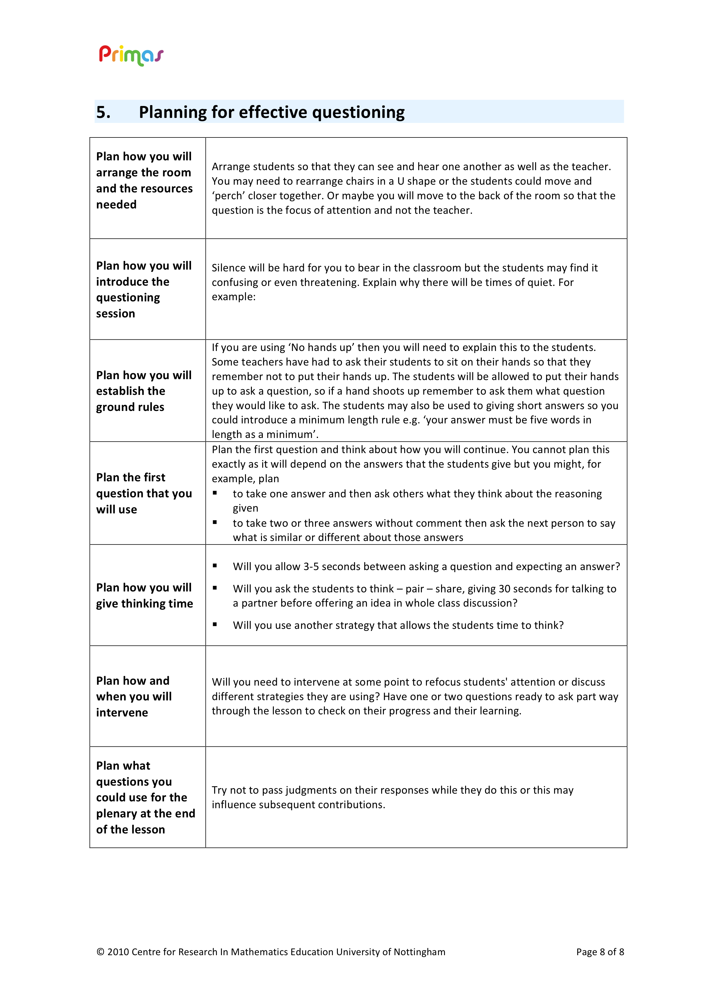 Primas
5. Planning for effective questioning
Plan how you will
arrange the room
and the resources
needed
Arrange students so that they can see and hear one another as well as the teacher.
You may need to rearrange chairs in a U shape or the students could move and
‘perch’ closer together. Or maybe you will move to the back of the room so that the
question is the focus of attention and not the teacher.
Plan how you will
introduce the
questioning
session
Silence will be hard for you to bear in the classroom but the students may find it
confusing or even threatening. Explain why there will be times of quiet. For
example:
Plan how you will
establish the
ground rules
If you are using ‘No hands up’ then you will need to explain this to the students.
Some teachers have had to ask their students to sit on their hands so that they
remember not to put their hands up. The students will be allowed to put their hands
up to ask a question, so if a hand shoots up remember to ask them what question
they would like to ask. The students may also be used to giving short answers so you
could introduce a minimum length rule e.g. ‘your answer must be five words in
length as a minimum’.
Plan the first
question that you
will use
Plan the first question and think about how you will continue. You cannot plan this
exactly as it will depend on the answers that the students give but you might, for
example, plan
▪ to take one answer and then ask others what they think about the reasoning
given
▪ to take two or three answers without comment then ask the next person to say
what is similar or different about those answers
Plan how you will
give thinking time
▪ Will you allow 3-5 seconds between asking a question and expecting an answer?
▪ Will you ask the students to think – pair – share, giving 30 seconds for talking to
a partner before offering an idea in whole class discussion?
▪ Will you use another strategy that allows the students time to think?
Plan how and
when you will
intervene
Will you need to intervene at some point to refocus students' attention or discuss
different strategies they are using? Have one or two questions ready to ask part way
through the lesson to check on their progress and their learning.
Plan what
questions you
could use for the
plenary at the end
of the lesson
Try not to pass judgments on their responses while they do this or this may
influence subsequent contributions.
© 2010 Centre for Research In Mathematics Education University of Nottingham
Page 8 of 8